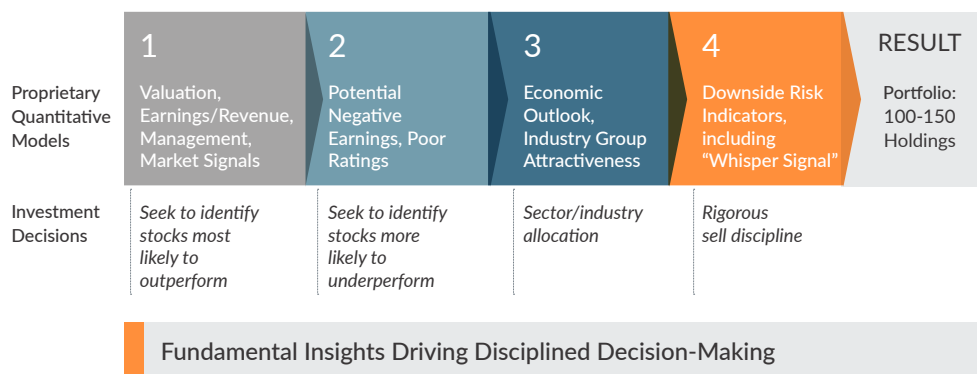 1
2
3
4
RESULT
Proprietary
Quantitative
Models
Valuation,
Earnings/Revenue,
Management,
Market Signals
Potential
Negative
Earnings, Poor
Ratings
Economic
Outlook,
Industry Group
Attractiveness
Downside Risk
Indicators,
including
“Whisper Signal”
Portfolio:
100-150
Holdings
Investment
Decisions
Seek to identify
stocks most
likely to
outperform
Seek to identify
stocks more
likely to
underperform
Sector/industry
allocation
Rigorous
sell discipline
Fundamental Insights Driving Disciplined Decision-Making